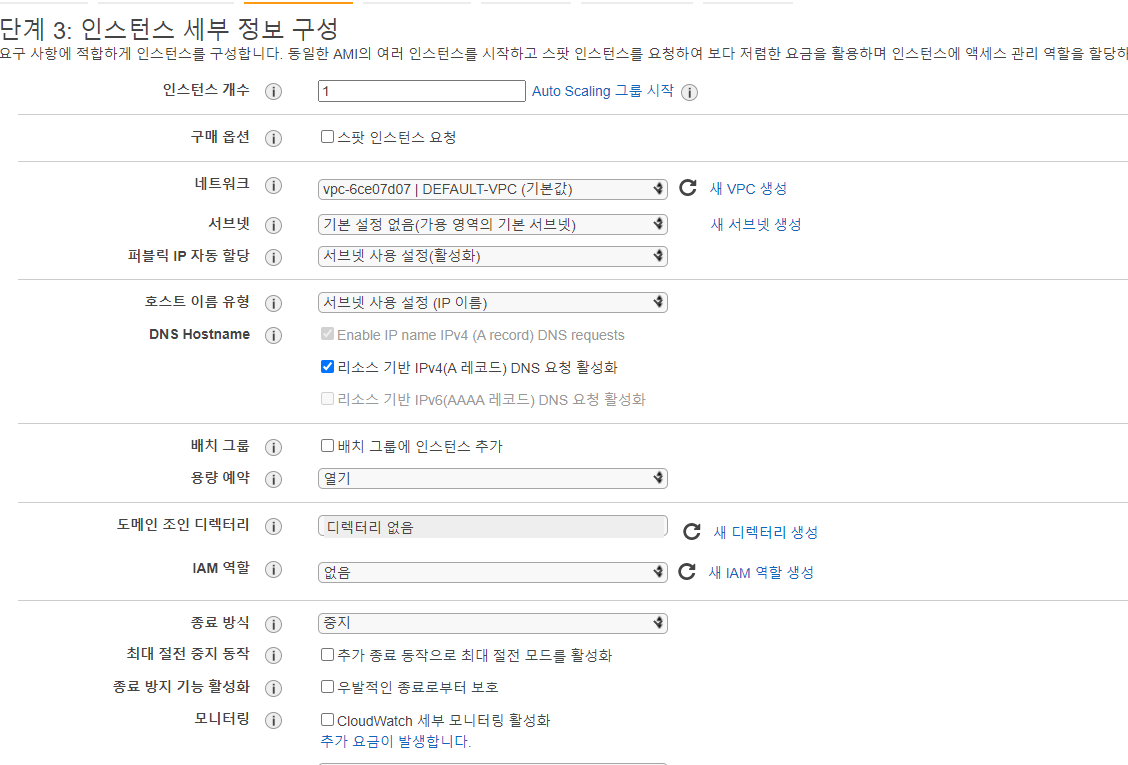 단계 3: 인스턴스 세부 정보 구성
요구 사항에 적합하게 인스턴스를 구성합니다. 동일한 AMI의 여러 인스턴스를 시작하고 스팟 인스턴스를 요청하여 보다 저렴한 요금을 활용하며 인스턴스에 액세스 관리 역할을 할당하
인스턴스 개수 i 1 Auto Scaling 그룹 시작 i
구매 옵션 i 스팟 인스턴스 요청
네트워크 i vpc-6ce07d07 | DEFAULT-VPC (기본값) 새 VPC 생성
서브넷 i 기본 설정 없음(가용 영역의 기본 서브넷) 새 서브넷 생성
퍼블릭 IP 자동 할당 i 서브넷 사용 설정(활성화)
호스트 이름 유형 i 서브넷 사용 설정 (IP 이름)
DNS Hostname i Enable IP name IPv4 (A record) DNS requests
리소스 기반 IPv4(A 레코드) DNS 요청 활성화
리소스 기반 IPv6(AAAA 레코드) DNS 요청 활성화
배치 그룹 i 배치 그룹에 인스턴스 추가
용량 예약 i 열기
도메인 조인 디렉터리 i 디렉터리 없음 새 디렉터리 생성
IAM 역할 i 없음 새 IAM 역할 생성
종료 방식 i 중지
최대 절전 중지 동작 i 추가 종료 동작으로 최대 절전 모드를 활성화
종료 방지 기능 활성화 i 우발적인 종료로부터 보호
모니터링 i CloudWatch 세부 모니터링 활성화
추가 요금이 발생합니다.